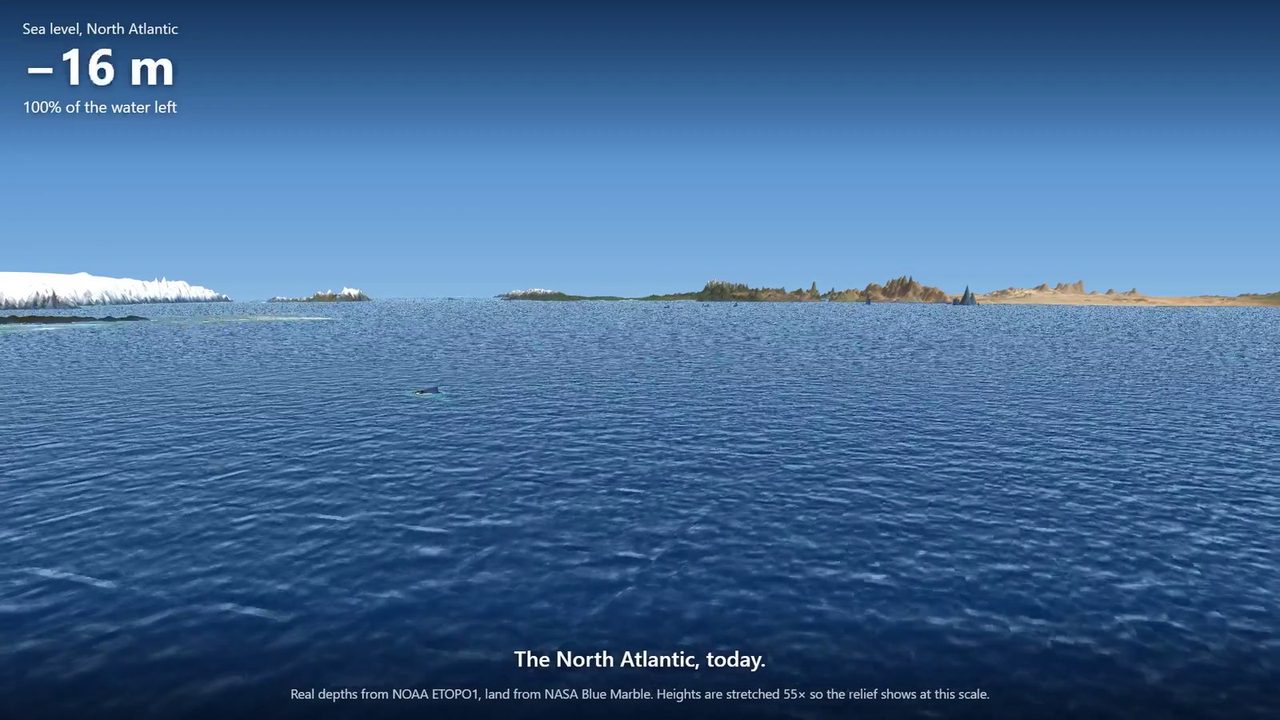 Sea level, North Atlantic
–16 m
100% of the water left
The North Atlantic, today.
Real depths from NOAA ETOPO1, land from NASA Blue Marble. Heights are stretched 55× so the relief shows at this scale.